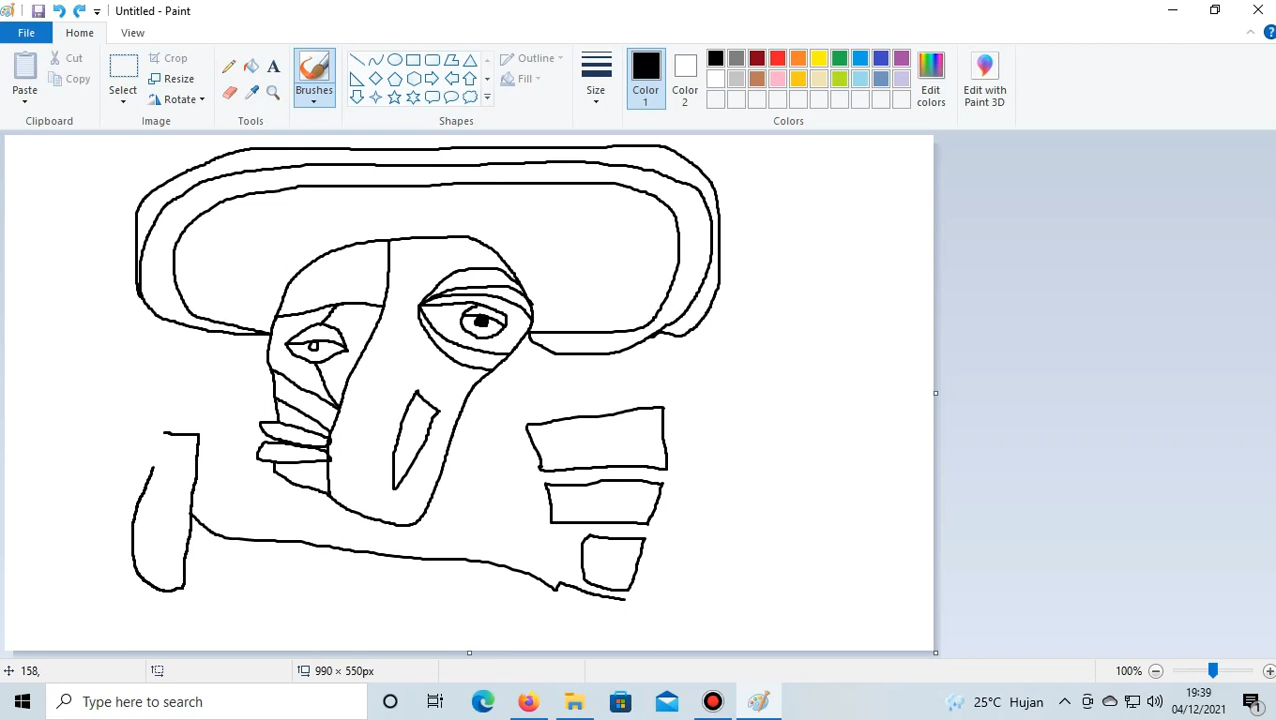 Untitled - Paint
File
Home
View
Paste
Cut
Copy
Clipboard
Select
Crop
Resize
Rotate
Image
A
Tools
Brushes
Outline
Fill
Shapes
Size
Color 1
Color 2
Edit colors
Colors
Edit with Paint 3D
158,
990 × 550px
100%
Type here to search
25°C Hujan
19:39
04/12/2021
1